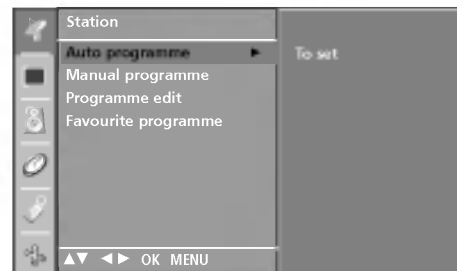 Station
Auto programme ► To set
Manual programme
Programme edit
Favourite programme
▲▼ ◄► OK MENU